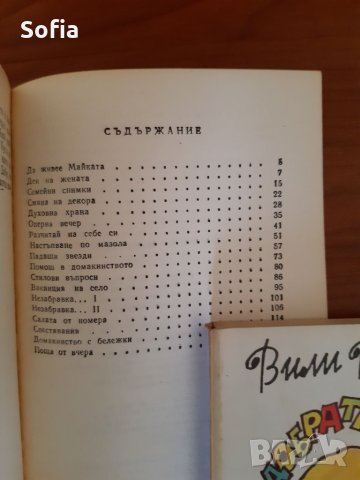 Sofia
СЪДЪРЖАНИЕ
Да живее Майката 5
Ден на жената 7
Семейни снимки 15
Смяна на декора 22
Духовна храна 28
Оперна вечер 35
Разчитай на себе си 41
Настъпване по мазола 51
Падащи звезди 57
Помощ в домакинството 73
Стилови въпроси 80
Ваканция на село 86
Незабравка... I 95
Незабравка... II 101
Салата от номера 106
Състезания 114
Домакинство с бележки
Поща от вчера
Вили
bazar